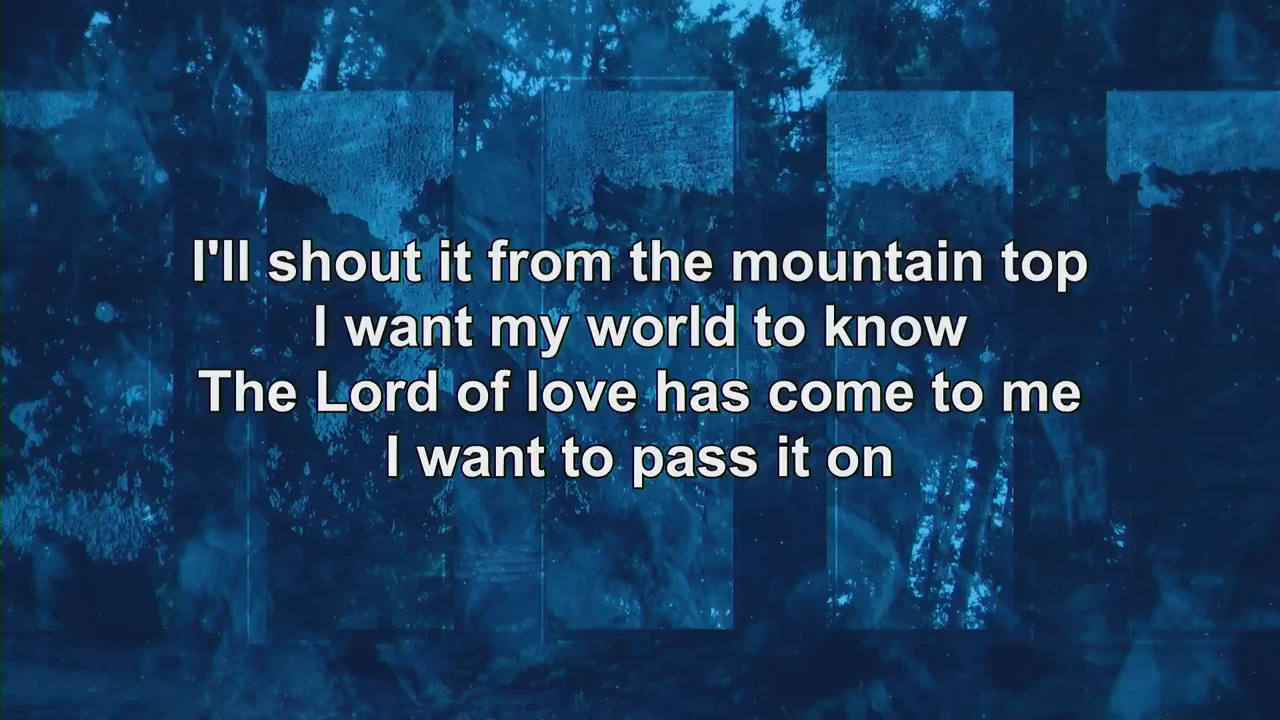 I'll shout it from the mountain top
I want my world to know
The Lord of love has come to me
I want to pass it on